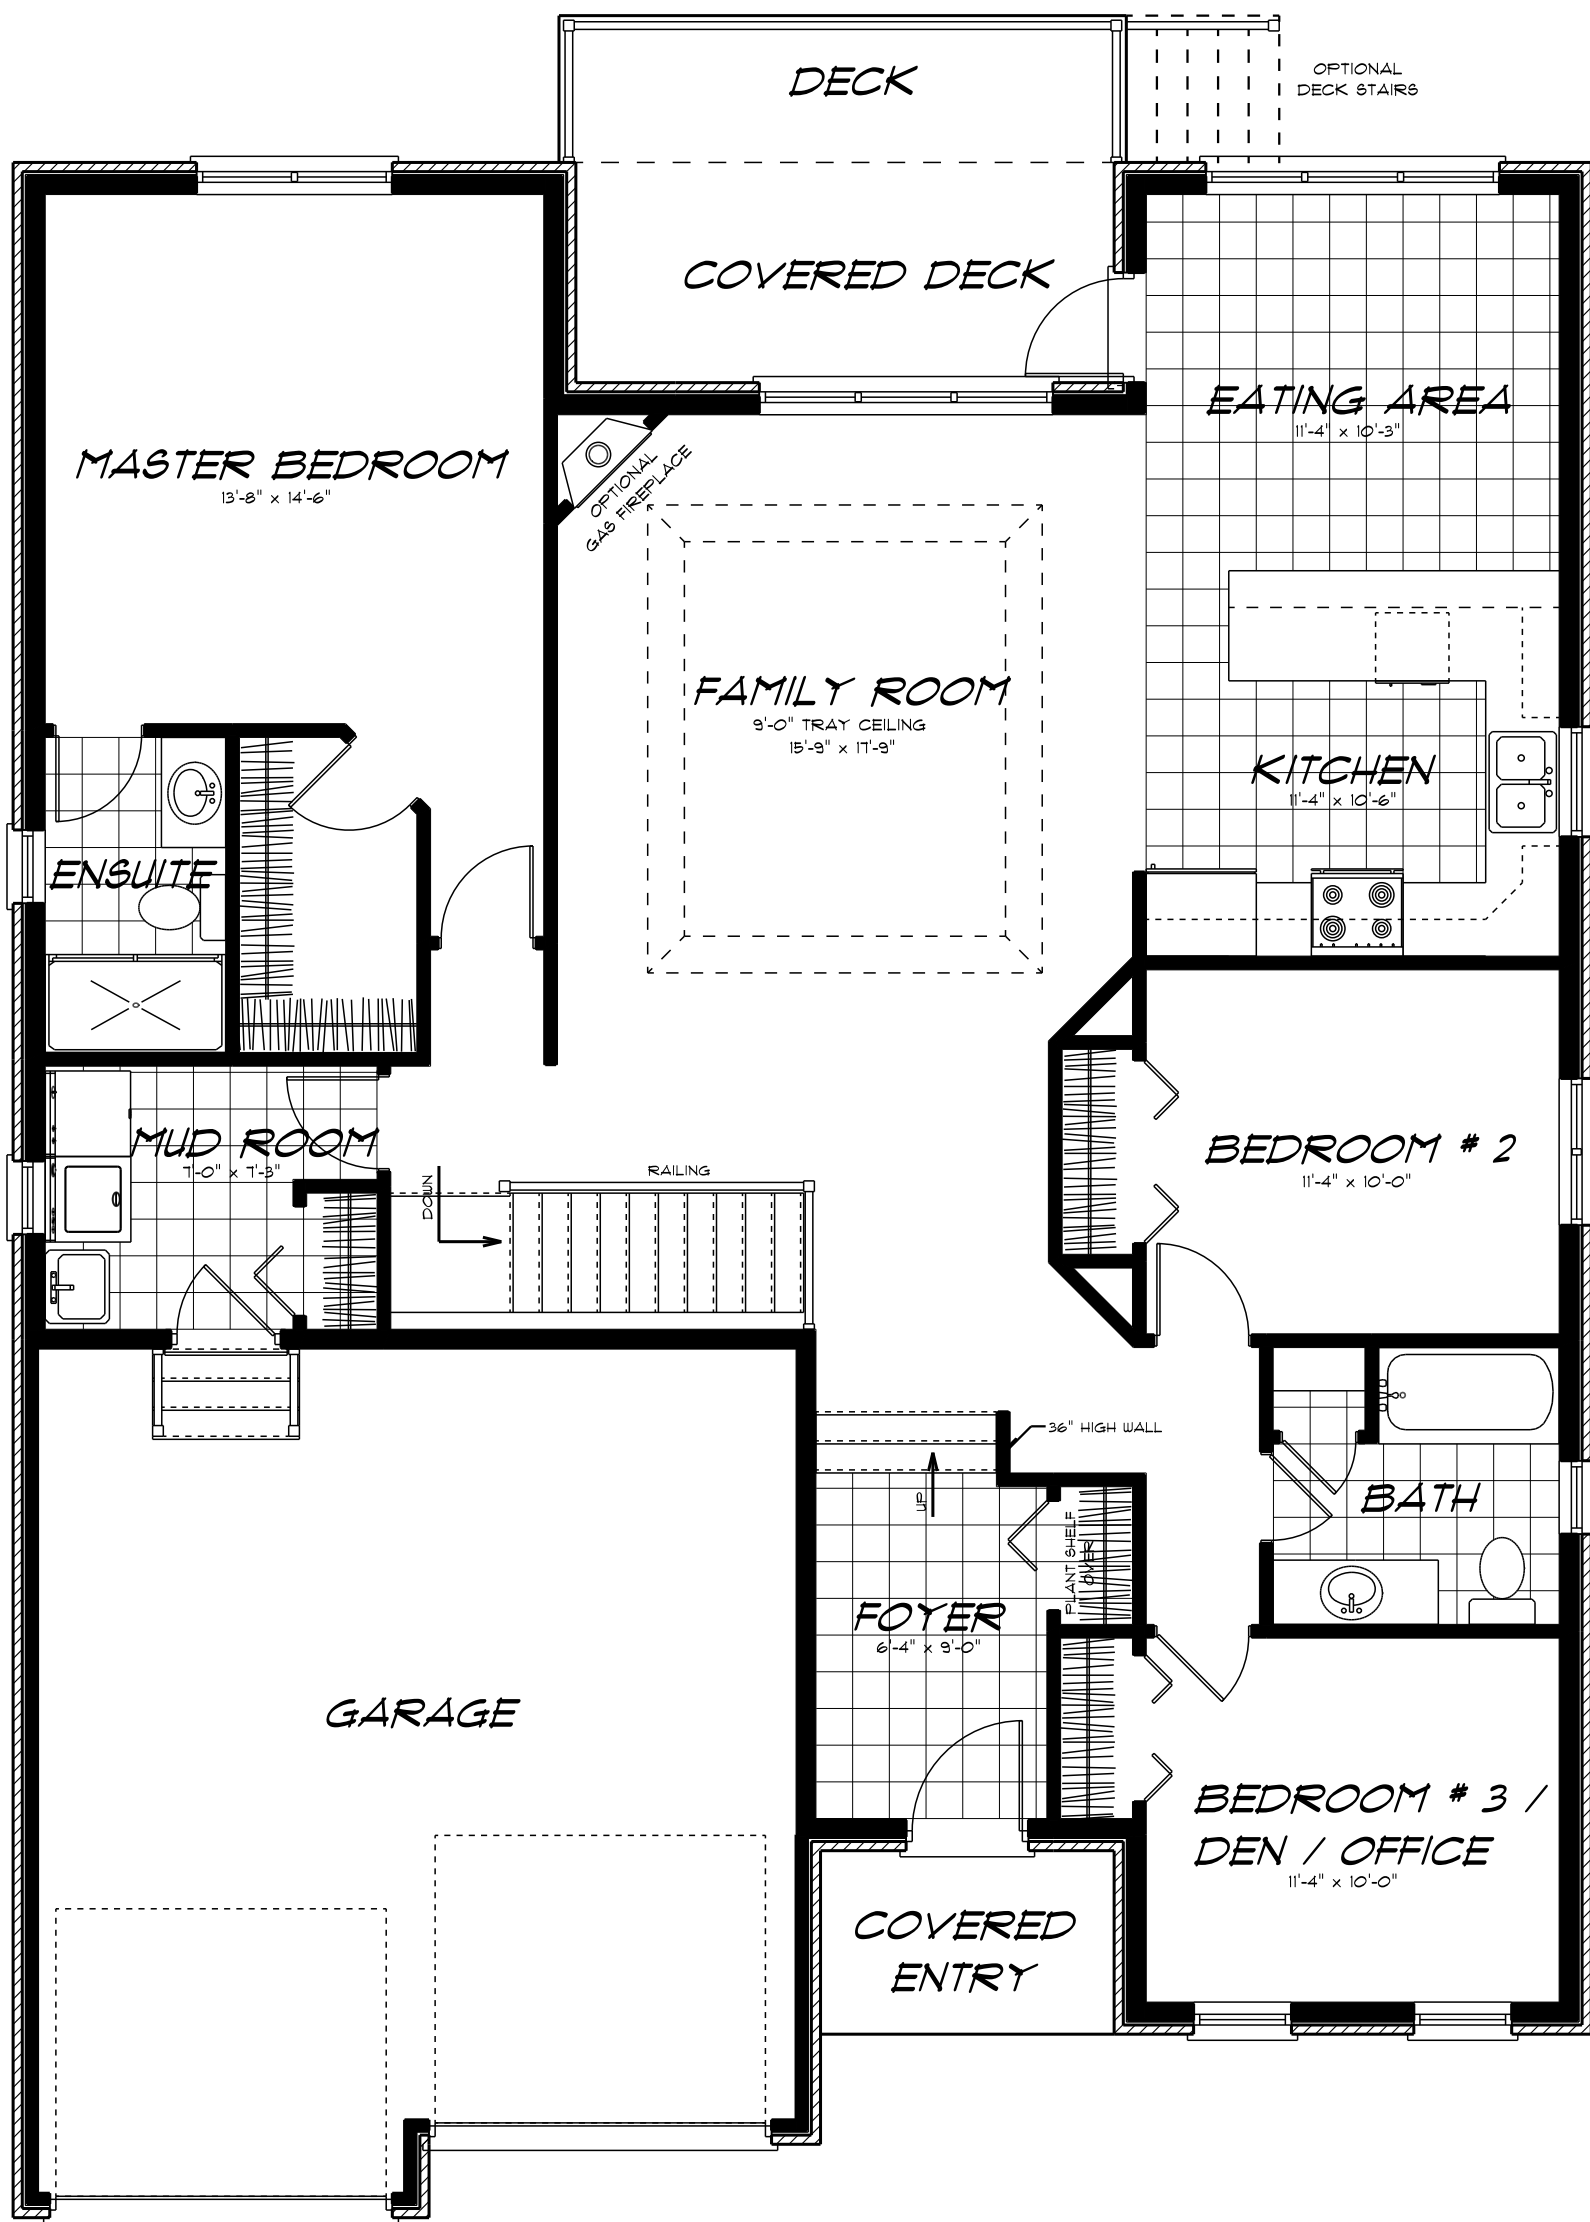 DECK
OPTIONAL
DECK STAIRS
COVERED DECK
EATING AREA
11'-4" x 10'-3"
MASTER BEDROOM
13'-8" x 14'-6"
OPTIONAL
GAS FIREPLACE
FAMILY ROOM
9'-0" TRAY CEILING
15'-9" x 17'-9"
KITCHEN
11'-4" x 10'-6"
ENSUITE
MUD ROOM
7'-0" x 7'-3"
DOWN
RAILING
BEDROOM # 2
11'-4" x 10'-0"
36" HIGH WALL
UP
PLANT SHELF
OVER
BATH
FOYER
6'-4" x 9'-0"
GARAGE
BEDROOM # 3 /
DEN / OFFICE
11'-4" x 10'-0"
COVERED
ENTRY